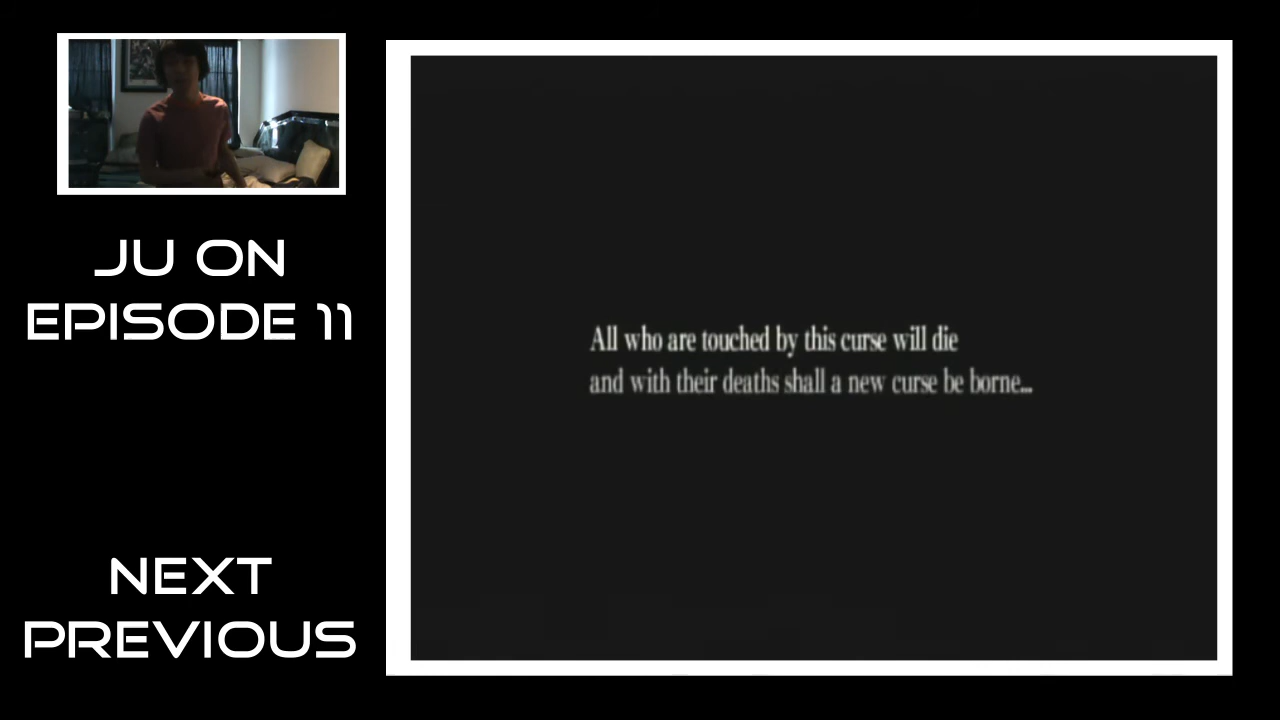 JU ON
EPISODE 11
NEXT
PREVIOUS
All who are touched by this curse will die
and with their deaths shall a new curse be borne...